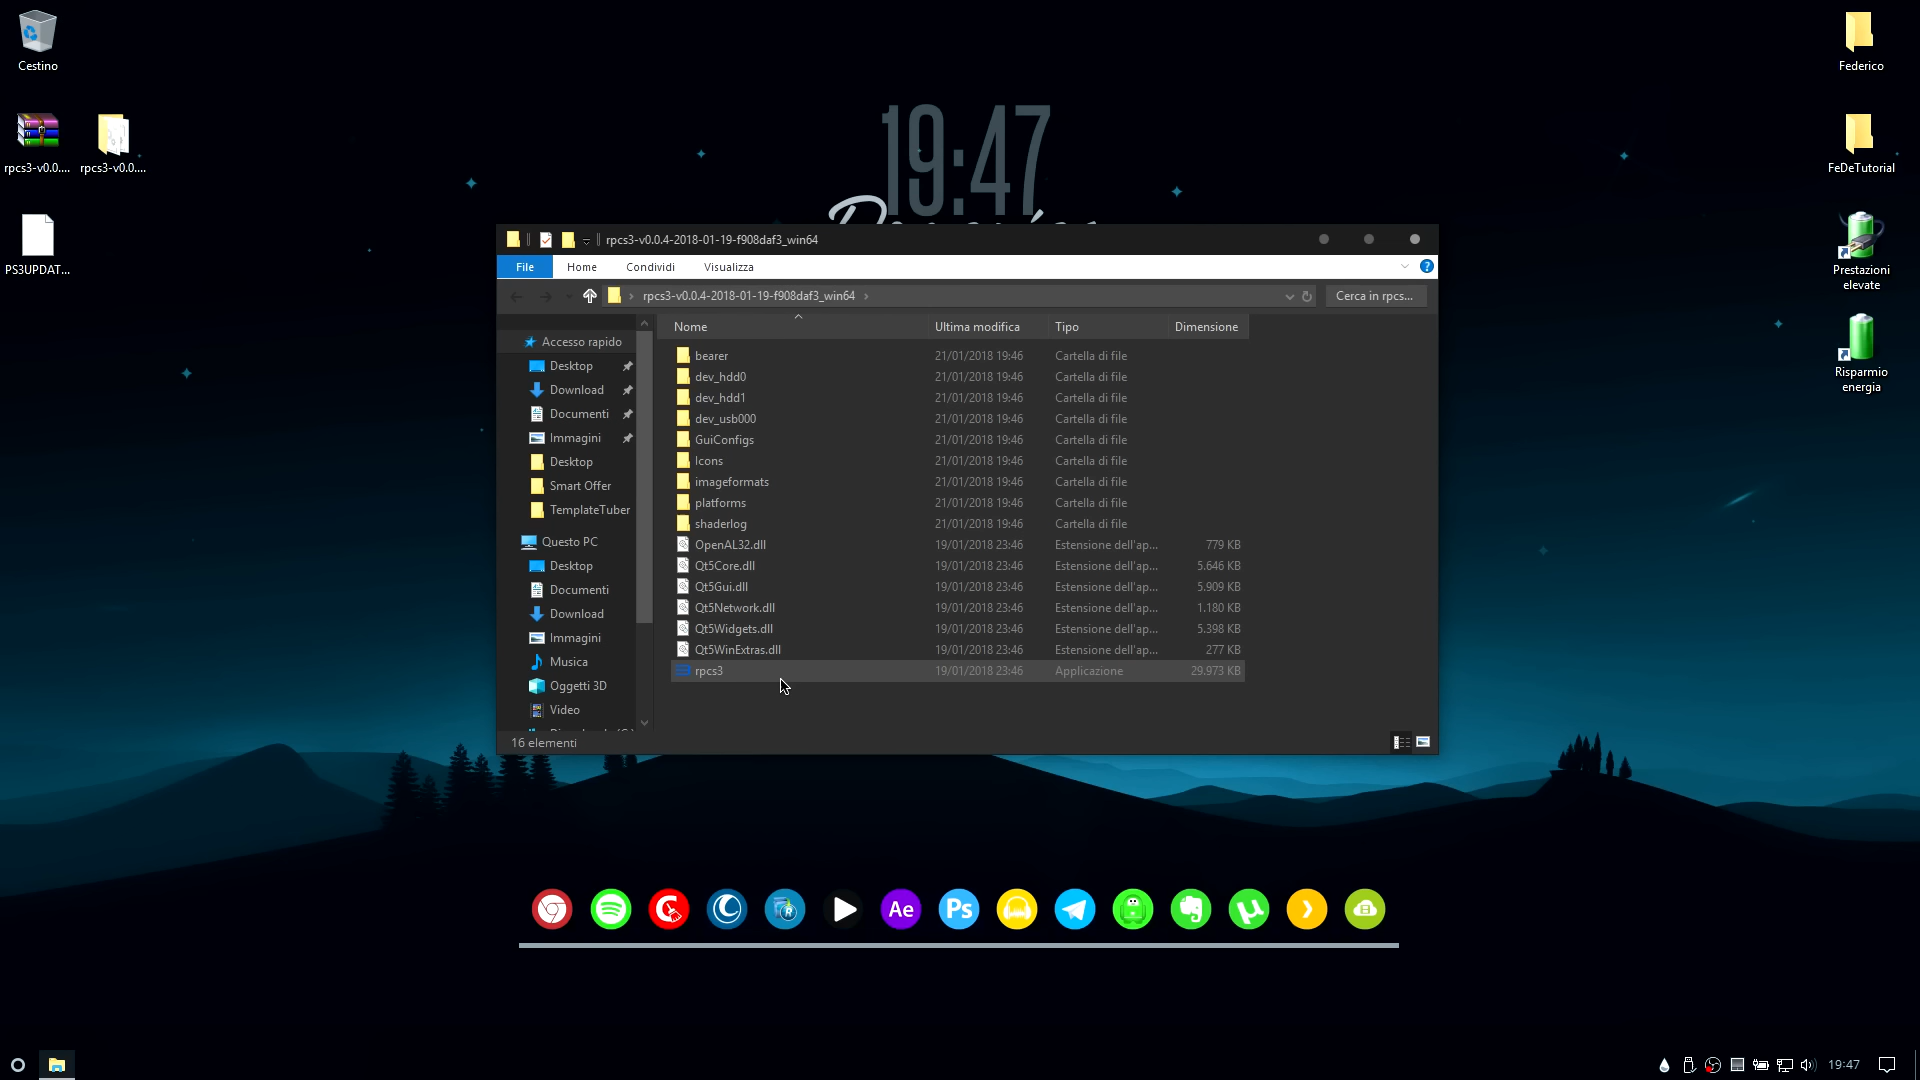 Cestino
rpcs3-v0.0....
rpcs3-v0.0....
PS3UPDAT...
19:47
Federico
FeDeTutorial
Prestazioni
elevate
Risparmio
energia
rpcs3-v0.0.4-2018-01-19-f908daf3_win64
File Home Condividi Visualizza
rpcs3-v0.0.4-2018-01-19-f908daf3_win64 Cerca in rpcs...
Nome Ultima modifica Tipo Dimensione
Accesso rapido
Desktop
Download
Documenti
Immagini
Desktop
Smart Offer
TemplateTuber
Questo PC
Desktop
Documenti
Download
Immagini
Musica
Oggetti 3D
Video
bearer 21/01/2018 19:46 Cartella di file
dev_hdd0 21/01/2018 19:46 Cartella di file
dev_hdd1 21/01/2018 19:46 Cartella di file
dev_usb000 21/01/2018 19:46 Cartella di file
GuiConfigs 21/01/2018 19:46 Cartella di file
Icons 21/01/2018 19:46 Cartella di file
imageformats 21/01/2018 19:46 Cartella di file
platforms 21/01/2018 19:46 Cartella di file
shaderlog 21/01/2018 19:46 Cartella di file
OpenAL32.dll 19/01/2018 23:46 Estensione dell'ap... 779 KB
Qt5Core.dll 19/01/2018 23:46 Estensione dell'ap... 5.646 KB
Qt5Gui.dll 19/01/2018 23:46 Estensione dell'ap... 5.909 KB
Qt5Network.dll 19/01/2018 23:46 Estensione dell'ap... 1.180 KB
Qt5Widgets.dll 19/01/2018 23:46 Estensione dell'ap... 5.398 KB
Qt5WinExtras.dll 19/01/2018 23:46 Estensione dell'ap... 277 KB
rpcs3 19/01/2018 23:46 Applicazione 29.973 KB
16 elementi
Ae
Ps
19:47